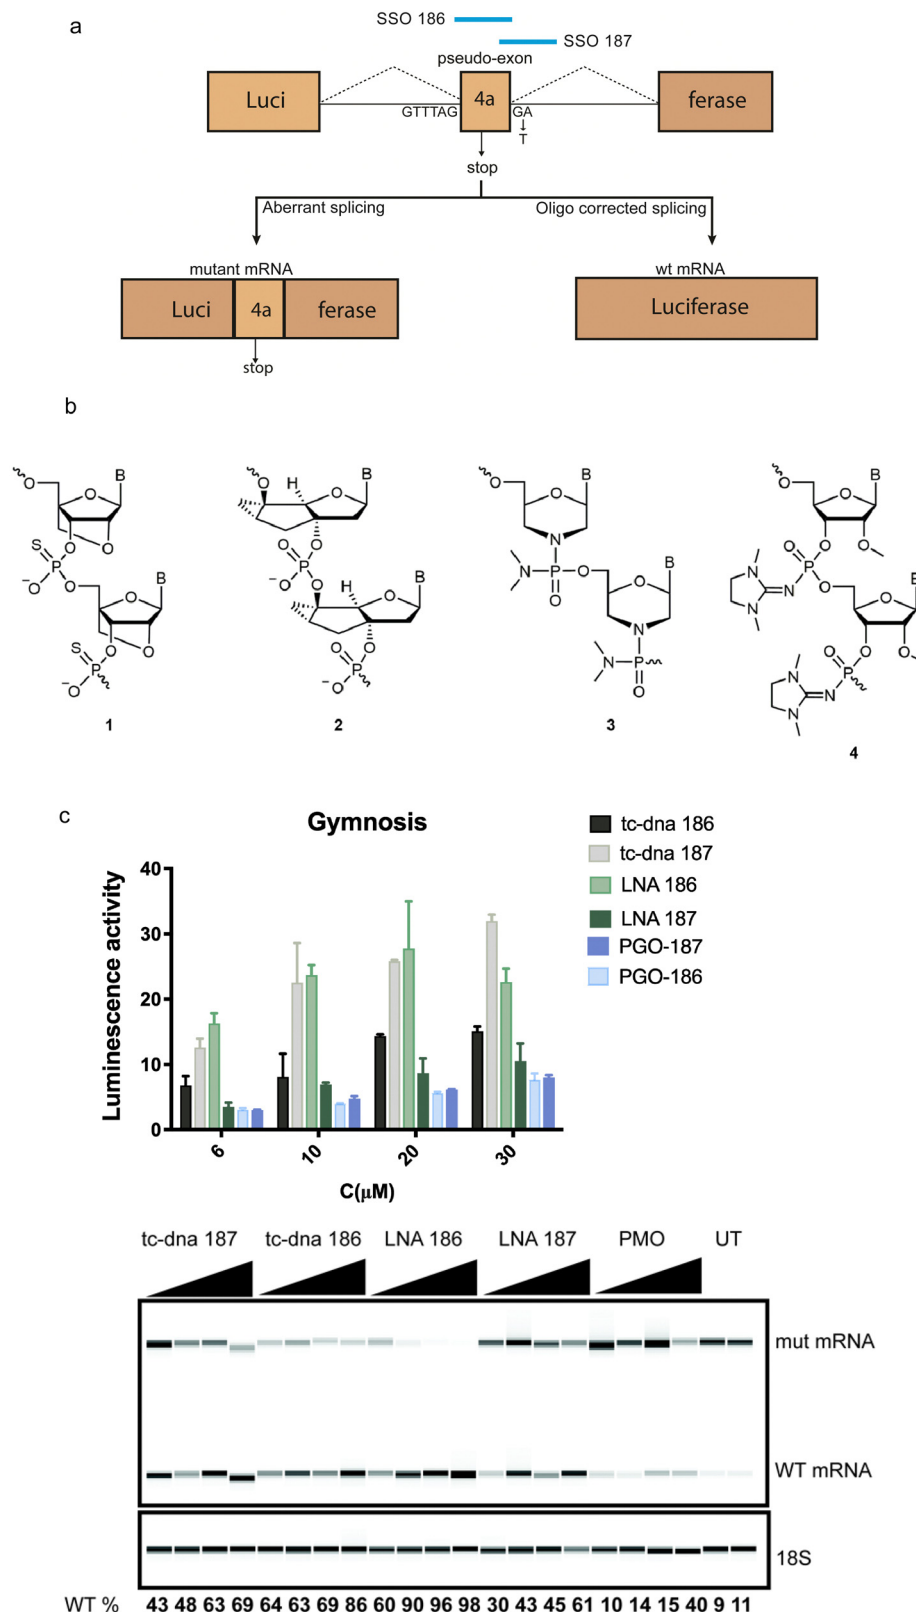 a
SSO 186
SSO 187
pseudo-exon
Luci
4a
ferase
GTTTAG
GA
T
stop
Aberrant splicing
Oligo corrected splicing
mutant mRNA
wt mRNA
Luci
4a
ferase
Luciferase
stop
b
O
O
B
O
O
S
P
O
−O
O
B
O
O
S
P
−O
1
O
H
O
B
O
O
P
−O
O
H
O
B
O
O
P
−O
2
O
O
B
N
N
P
O
O
O
B
N
N
P
O
3
O
O
B
O
O
O
P
O
N
N
N
O
B
O
O
O
P
N
N
N
4
c
Gymnosis
tc-dna 186
tc-dna 187
LNA 186
LNA 187
PGO-187
PGO-186
Luminescence activity
40
30
20
10
0
6
10
20
30
C(μM)
tc-dna 187
tc-dna 186
LNA 186
LNA 187
PMO
UT
mut mRNA
WT mRNA
18S
WT % 43 48 63 69 64 63 69 86 60 90 96 98 30 43 45 61 10 14 15 40 9 11